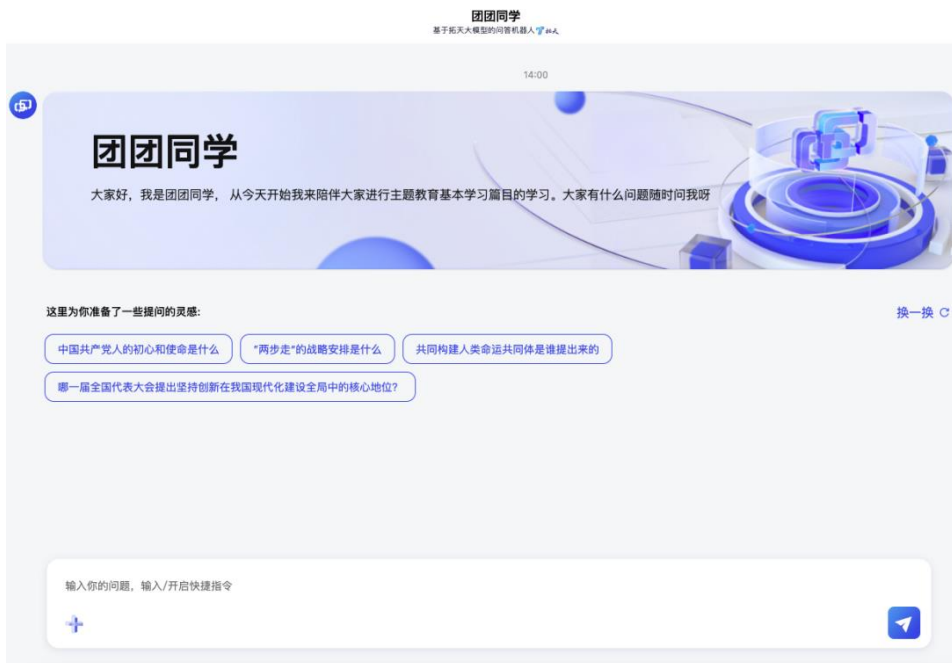 团团同学
基于拓天大模型的问答机器人
14:00
团团同学
大家好，我是团团同学， 从今天开始我来陪伴大家进行主题教育基本学习篇目的学习。大家有什么问题随时问我呀
这里为你准备了一些提问的灵感:
换一换
中国共产党人的初心和使命是什么
“两步走”的战略安排是什么
共同构建人类命运共同体是谁提出来的
哪一届全国代表大会提出坚持创新在我国现代化建设全局中的核心地位?
输入你的问题，输入/开启快捷指令